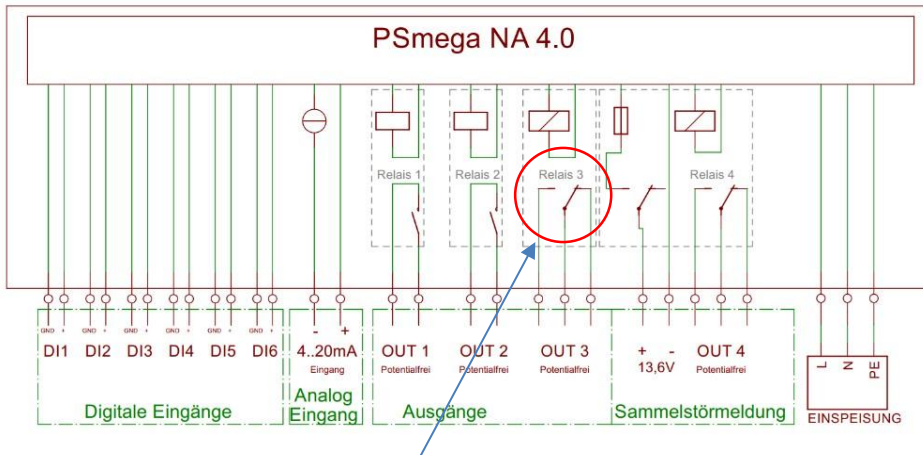 PSmega NA 4.0
Relais 1
Relais 2
Relais 3
Relais 4
GND + GND + GND + GND + GND + GND +
DI1 DI2 DI3 DI4 DI5 DI6
- +
4..20mA
Eingang
Analog
Eingang
OUT 1 OUT 2 OUT 3
Potentialfrei Potentialfrei Potentialfrei
+ -
13,6V
OUT 4
Potentialfrei
L N PE
Digitale Eingänge
Ausgänge
Sammelstörmeldung
EINSPEISUNG